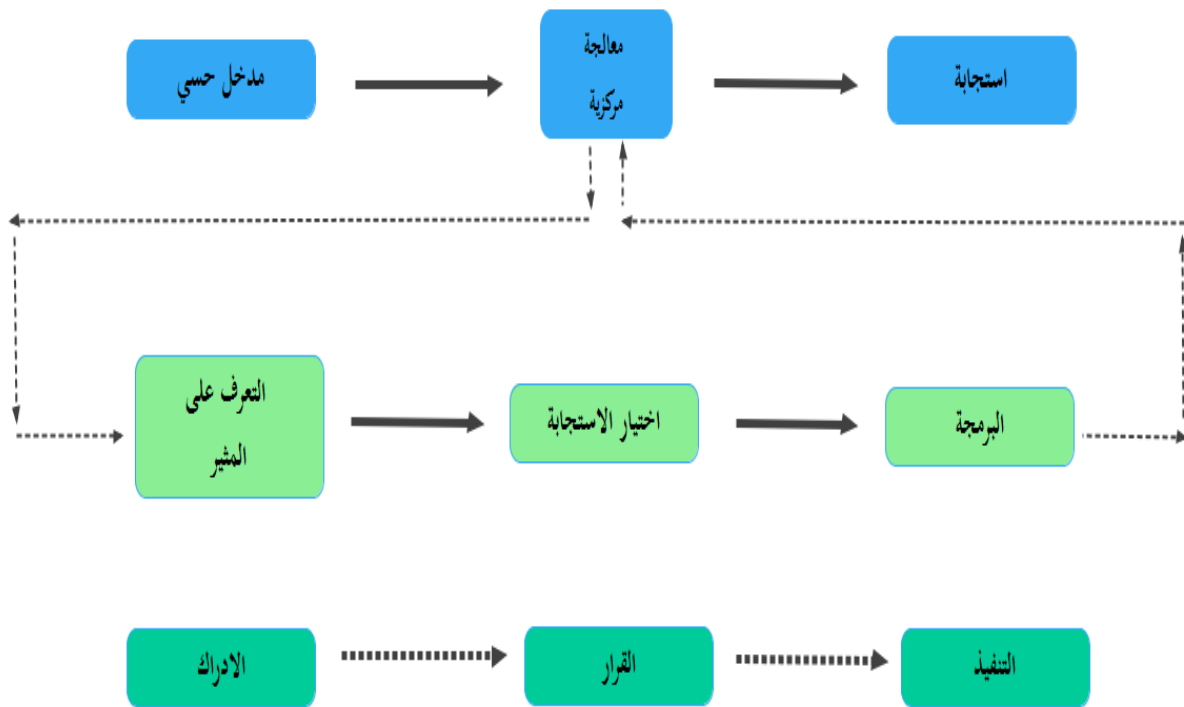 مدخل حسي
معالجة
مركزية
استجابة
التعرف على
المثير
اختيار الاستجابة
البرمجة
الادراك
القرار
التنفيذ